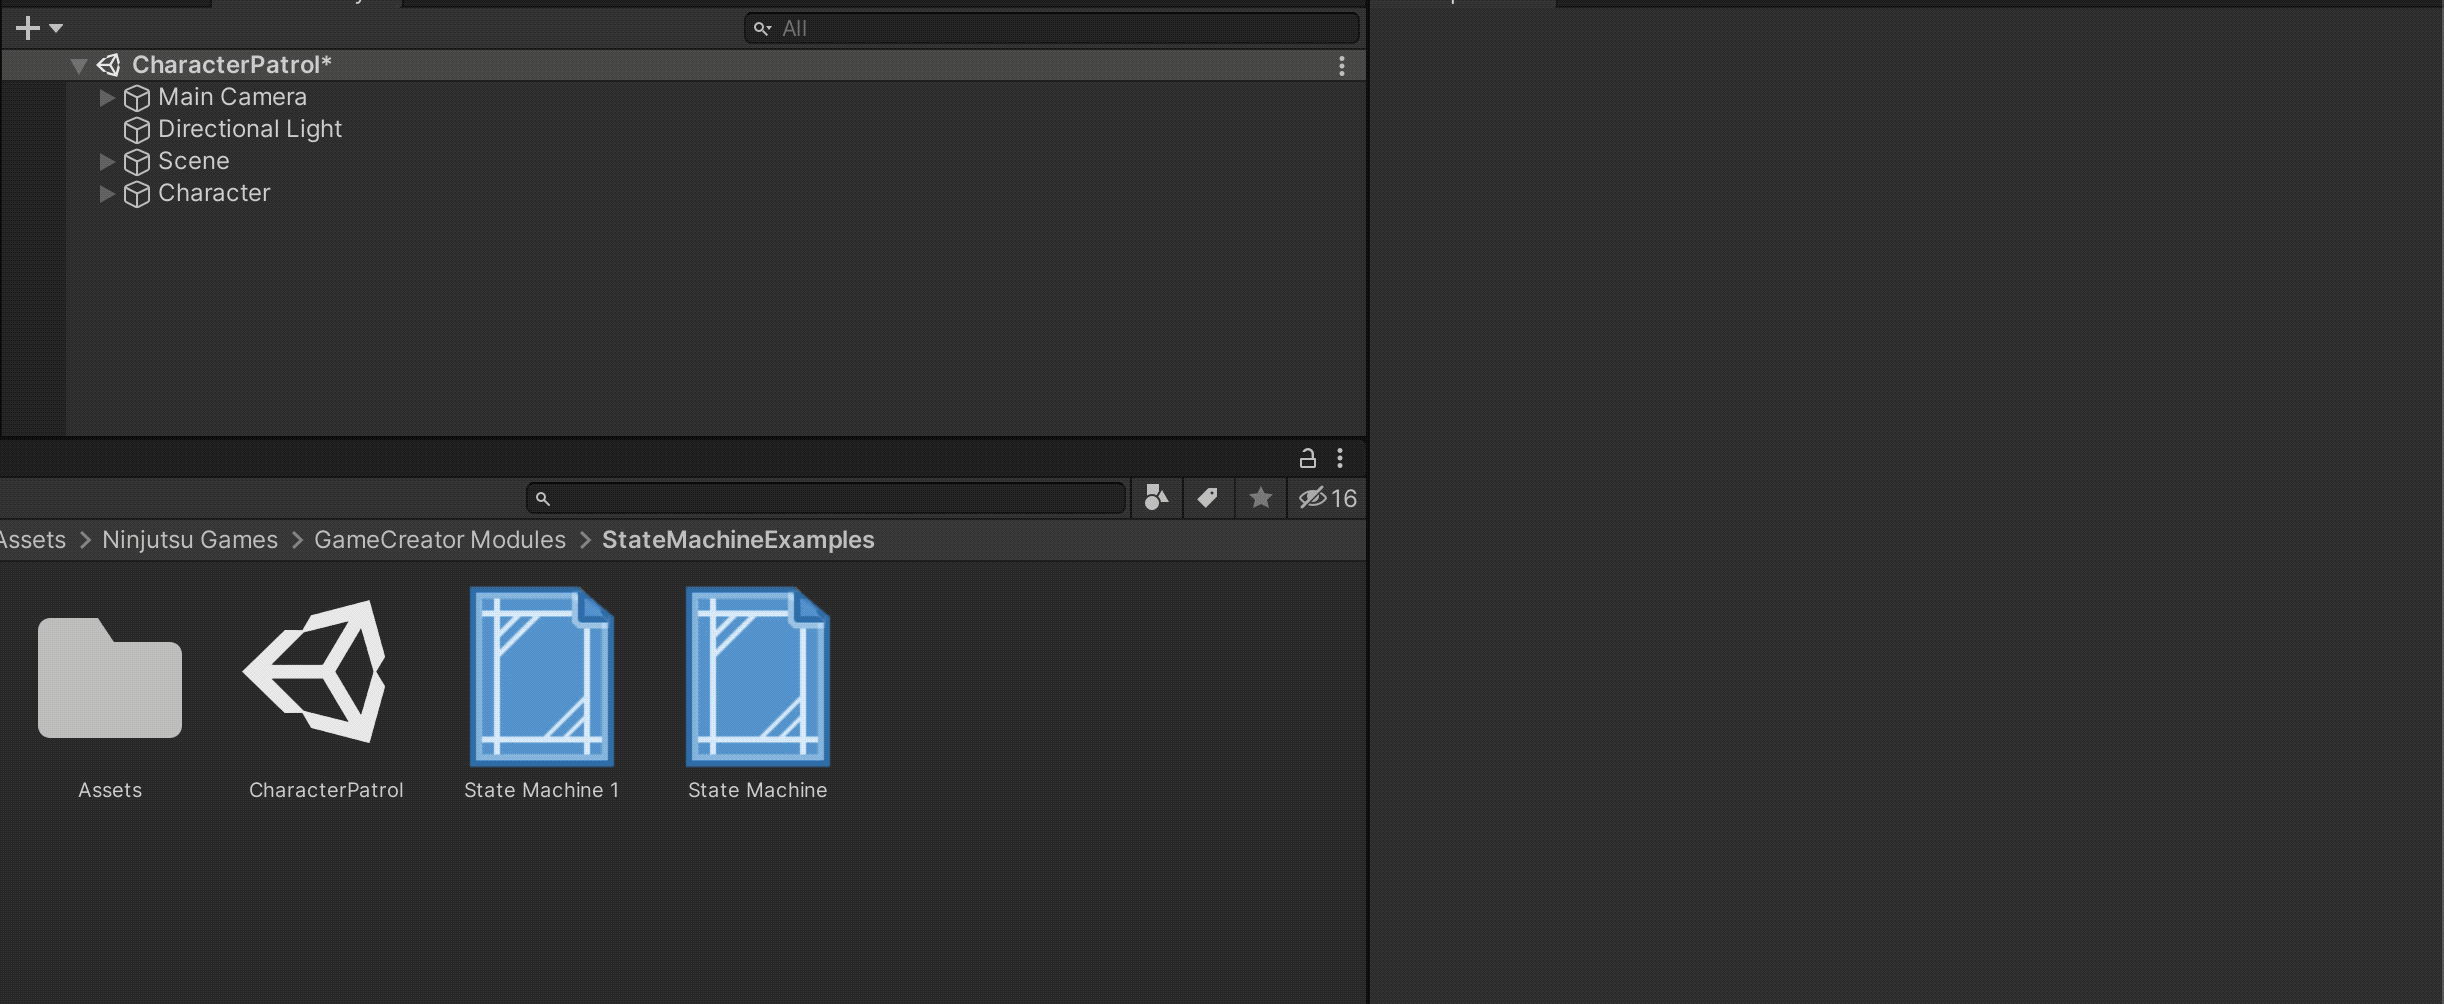 All
CharacterPatrol*
Main Camera
Directional Light
Scene
Character
16
Assets > Ninjutsu Games > GameCreator Modules > StateMachineExamples
Assets
CharacterPatrol
State Machine 1
State Machine